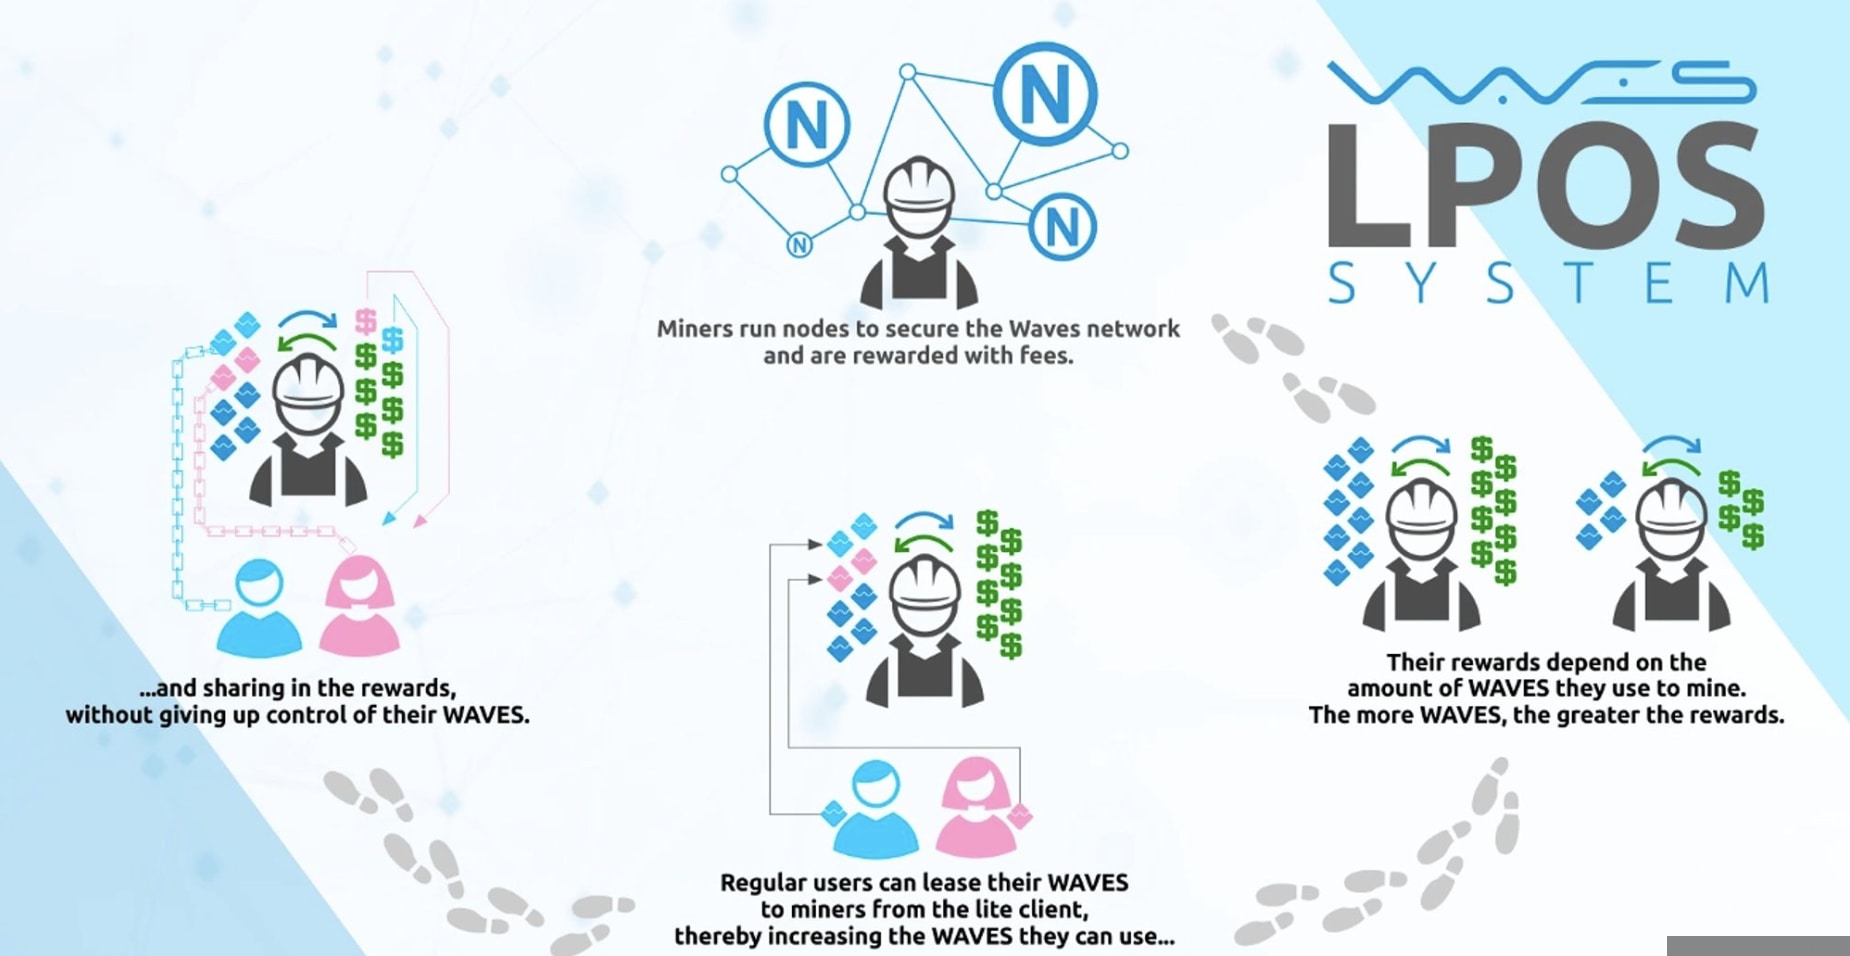 WAVES
LPOS
SYSTEM
N
N
N
N
Miners run nodes to secure the Waves network
and are rewarded with fees.
Their rewards depend on the
amount of WAVES they use to mine.
The more WAVES, the greater the rewards.
Regular users can lease their WAVES
to miners from the lite client,
thereby increasing the WAVES they can use...
...and sharing in the rewards,
without giving up control of their WAVES.